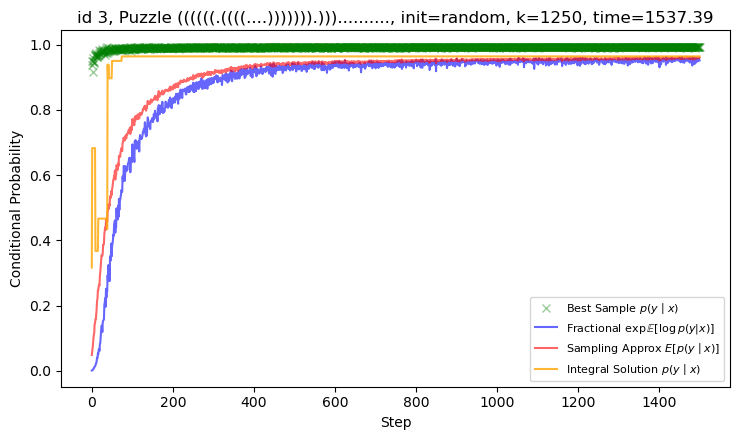 id 3, Puzzle ((((((.((((....))))))).))).........., init=random, k=1250, time=1537.39
Conditional Probability
1.0
0.8
0.6
0.4
0.2
0.0
Best Sample p(y | x)
Fractional exp𝔼[log p(y|x)]
Sampling Approx E[p(y | x)]
Integral Solution p(y | x)
0 200 400 600 800 1000 1200 1400
Step